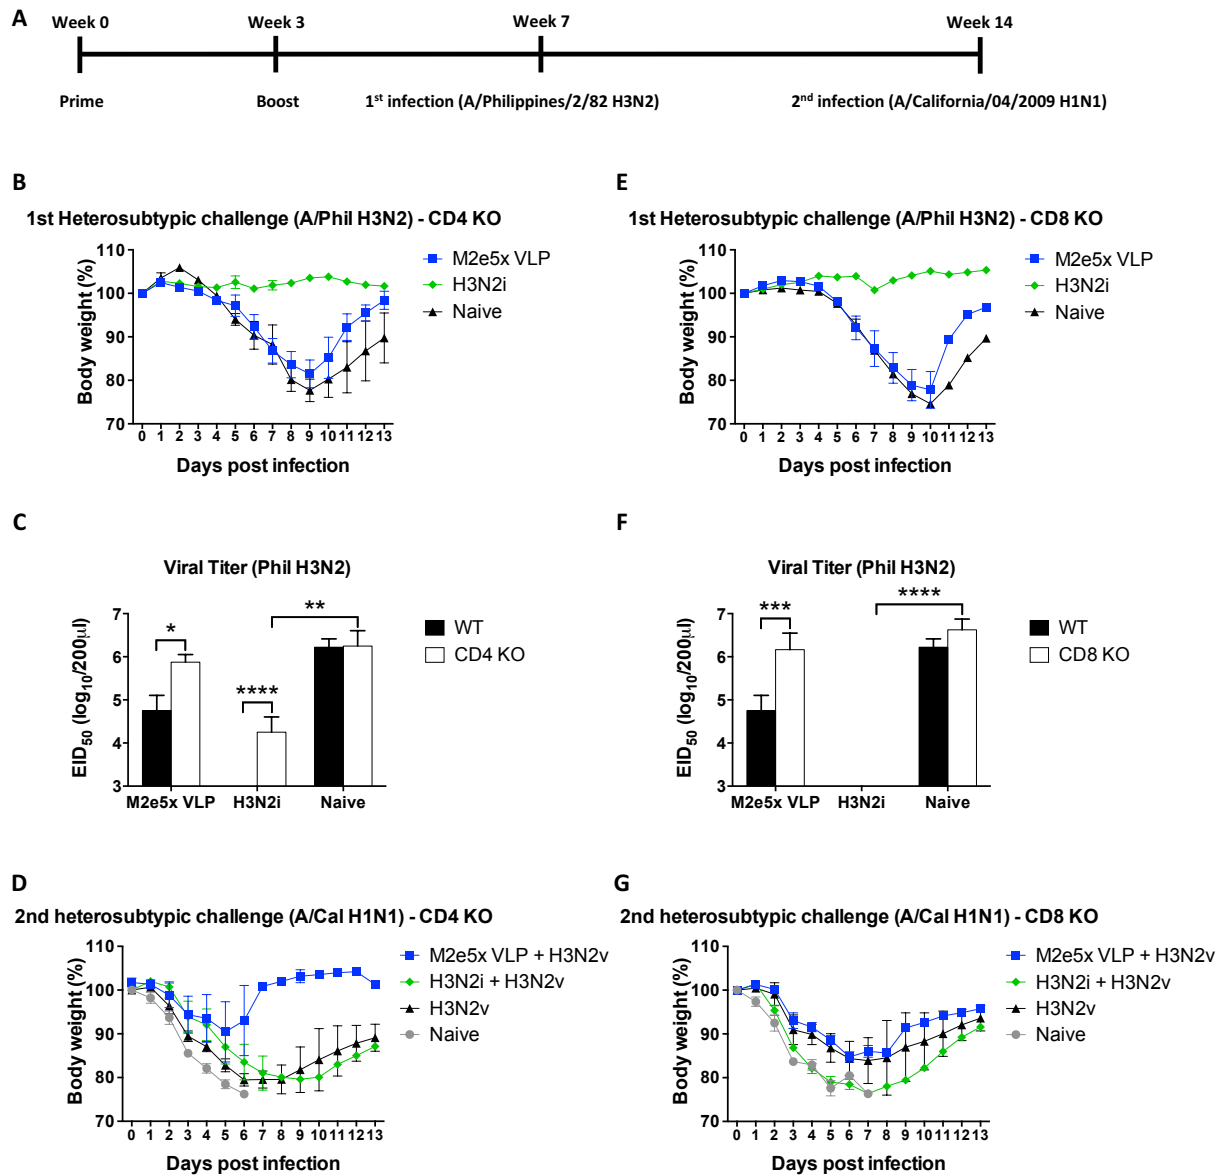 A
Week 0
Week 3
Week 7
Week 14
Prime
Boost
1st infection (A/Philippines/2/82 H3N2)
2nd infection (A/California/04/2009 H1N1)
B
1st Heterosubtypic challenge (A/Phil H3N2) - CD4 KO
Body weight (%)
110
100
90
80
70
0 1 2 3 4 5 6 7 8 9 10 11 12 13
Days post infection
M2e5x VLP
H3N2i
Naive
E
1st Heterosubtypic challenge (A/Phil H3N2) - CD8 KO
Body weight (%)
110
100
90
80
70
0 1 2 3 4 5 6 7 8 9 10 11 12 13
Days post infection
M2e5x VLP
H3N2i
Naive
C
Viral Titer (Phil H3N2)
EID50 (log10/200µl)
7
6
5
4
3
*
****
**
M2e5x VLP H3N2i Naive
WT
CD4 KO
F
Viral Titer (Phil H3N2)
EID50 (log10/200µl)
7
6
5
4
3
***
****
M2e5x VLP H3N2i Naive
WT
CD8 KO
D
2nd heterosubtypic challenge (A/Cal H1N1) - CD4 KO
Body weight (%)
110
100
90
80
70
0 1 2 3 4 5 6 7 8 9 10 11 12 13
Days post infection
M2e5x VLP + H3N2v
H3N2i + H3N2v
H3N2v
Naive
G
2nd heterosubtypic challenge (A/Cal H1N1) - CD8 KO
Body weight (%)
110
100
90
80
70
0 1 2 3 4 5 6 7 8 9 10 11 12 13
Days post infection
M2e5x VLP + H3N2v
H3N2i + H3N2v
H3N2v
Naive